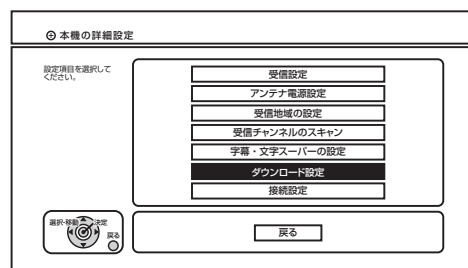 本機の詳細設定
設定項目を選択して
ください。
受信設定
アンテナ電源設定
受信地域の設定
受信チャンネルのスキャン
字幕・文字スーパーの設定
ダウンロード設定
接続設定
選択・移動 決定
戻る
戻る